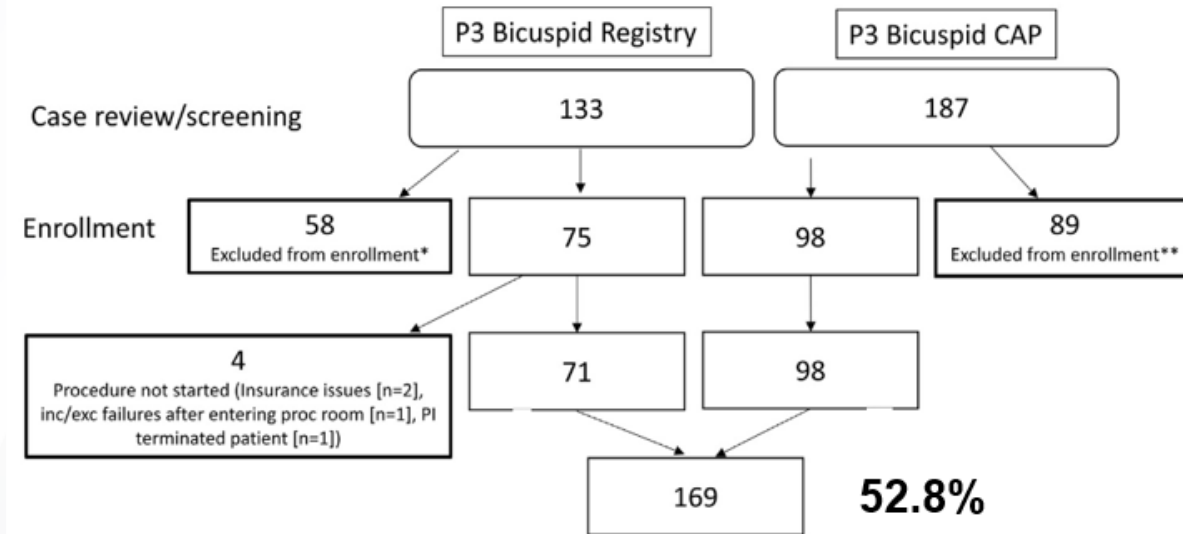 P3 Bicuspid Registry
P3 Bicuspid CAP
Case review/screening
133
187
Enrollment
58
Excluded from enrollment*
75
98
89
Excluded from enrollment**
4
Procedure not started (Insurance issues [n=2],
inc/exc failures after entering proc room [n=1], PI
terminated patient [n=1])
71
98
169
52.8%